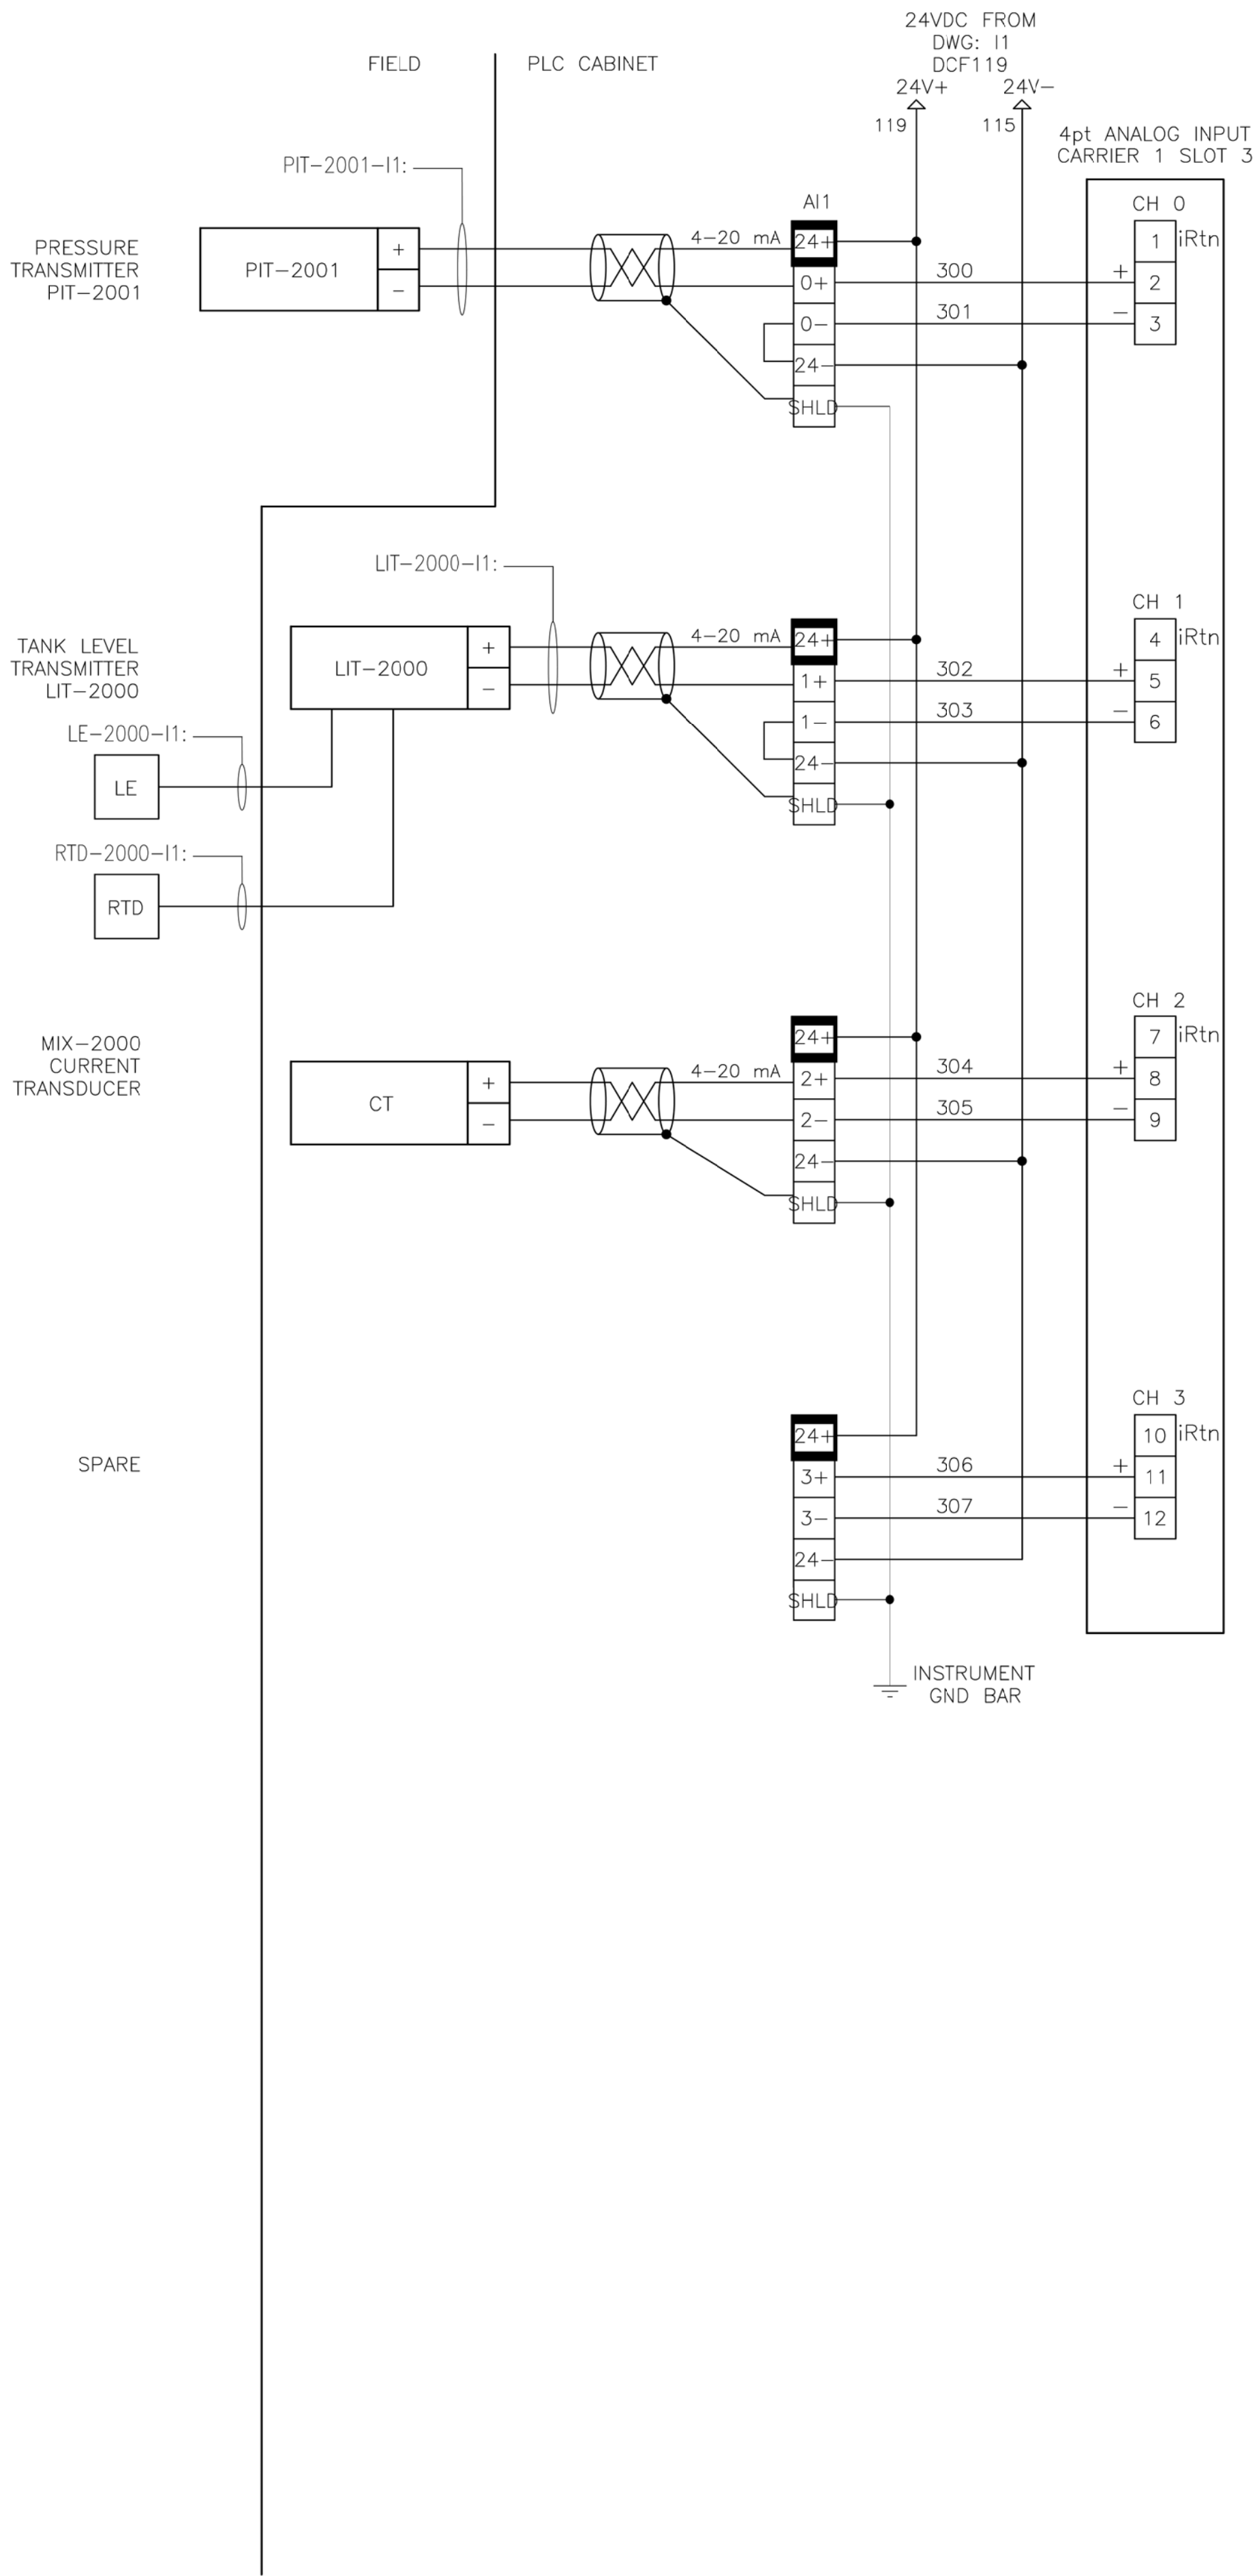 24VDC FROM
DWG: I1
DCF119
24V+ 24V-
119 115
FIELD
PLC CABINET
4pt ANALOG INPUT
CARRIER 1 SLOT 3
PIT-2001-I1:
PRESSURE
TRANSMITTER
PIT-2001
PIT-2001
+
-
4-20 mA
AI1
24+
0+
0-
24-
SHLD
300
301
CH 0
1 iRtn
+ 2
- 3
LIT-2000-I1:
TANK LEVEL
TRANSMITTER
LIT-2000
LIT-2000
+
-
4-20 mA
24+
1+
1-
24-
SHLD
302
303
CH 1
4 iRtn
+ 5
- 6
LE-2000-I1:
LE
RTD-2000-I1:
RTD
MIX-2000
CURRENT
TRANSDUCER
CT
+
-
4-20 mA
24+
2+
2-
24-
SHLD
304
305
CH 2
7 iRtn
+ 8
- 9
SPARE
24+
3+
3-
24-
SHLD
306
307
CH 3
10 iRtn
+ 11
- 12
INSTRUMENT
GND BAR